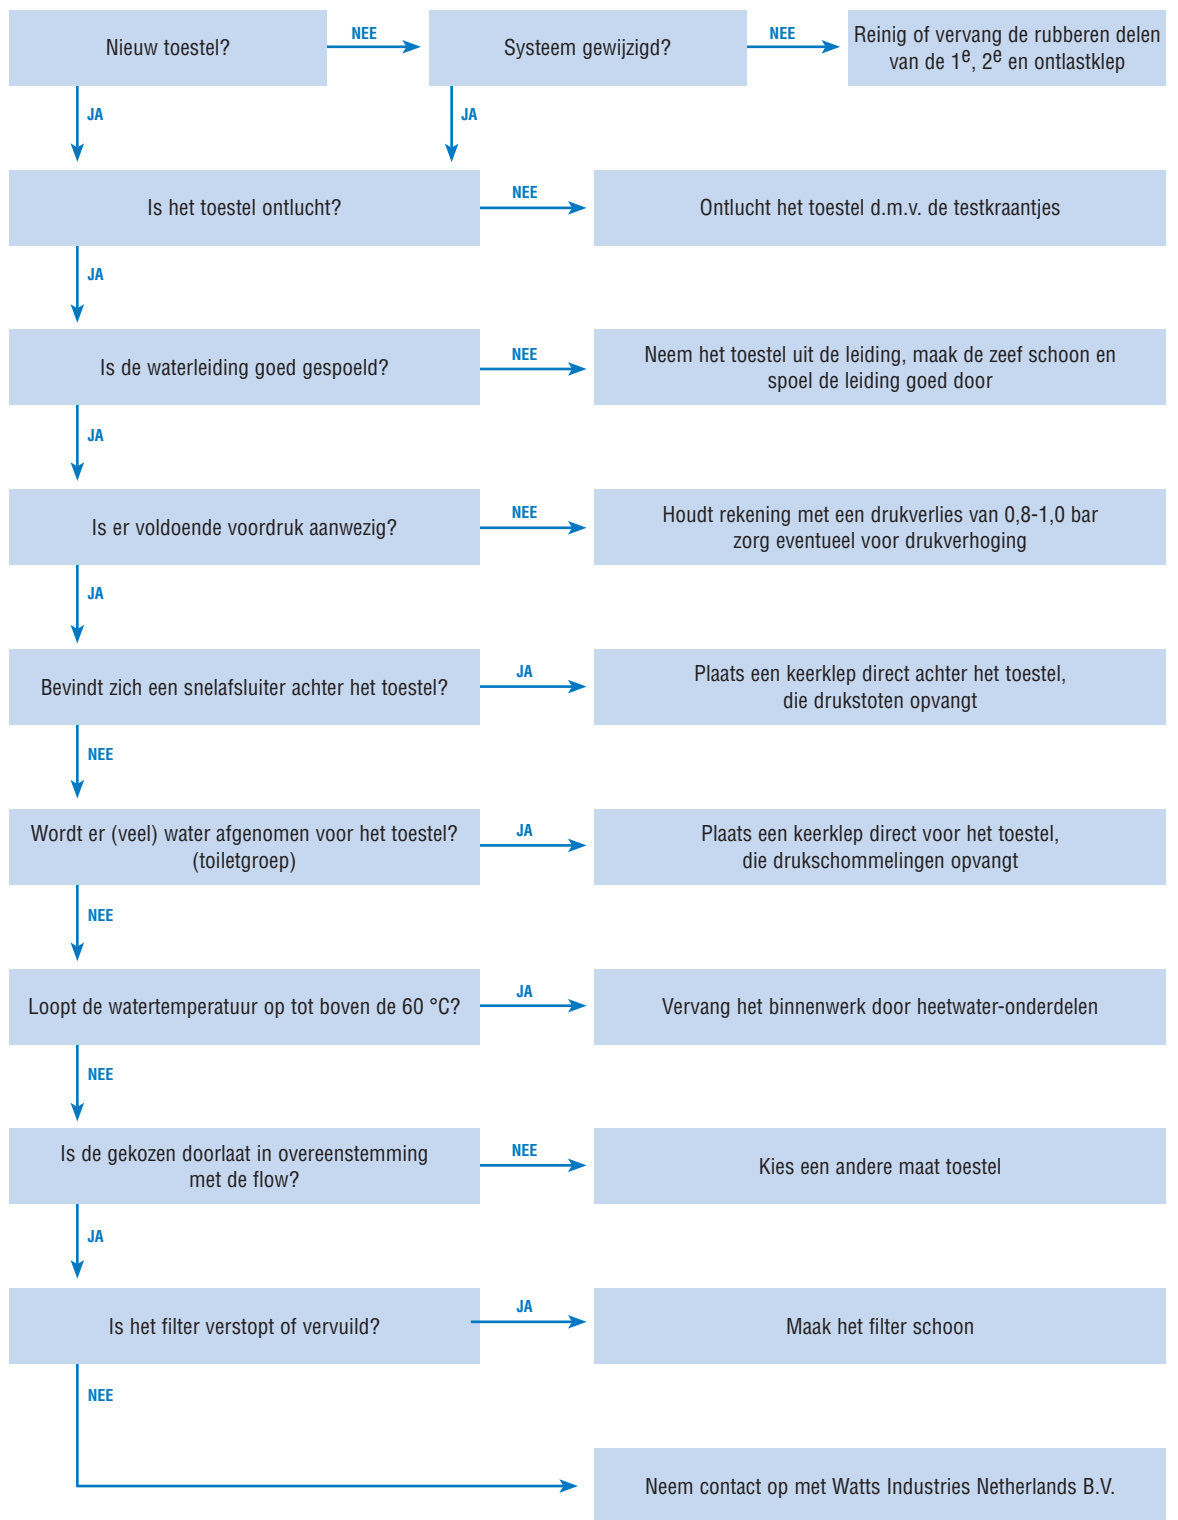 Nieuw toestel?
NEE
Systeem gewijzigd?
NEE
Reinig of vervang de rubberen delen
van de 1e, 2e en ontlastklep
JA
JA
Is het toestel ontlucht?
NEE
Ontlucht het toestel d.m.v. de testkraantjes
JA
Is de waterleiding goed gespoeld?
NEE
Neem het toestel uit de leiding, maak de zeef schoon en
spoel de leiding goed door
JA
Is er voldoende voordruk aanwezig?
NEE
Houdt rekening met een drukverlies van 0,8-1,0 bar
zorg eventueel voor drukverhoging
JA
Bevindt zich een snelafsluiter achter het toestel?
JA
Plaats een keerklep direct achter het toestel,
die drukstoten opvangt
NEE
Wordt er (veel) water afgenomen voor het toestel?
(toiletgroep)
JA
Plaats een keerklep direct voor het toestel,
die drukschommelingen opvangt
NEE
Loopt de watertemperatuur op tot boven de 60 °C?
JA
Vervang het binnenwerk door heetwater-onderdelen
NEE
Is de gekozen doorlaat in overeenstemming
met de flow?
NEE
Kies een andere maat toestel
JA
Is het filter verstopt of vervuild?
JA
Maak het filter schoon
NEE
Neem contact op met Watts Industries Netherlands B.V.